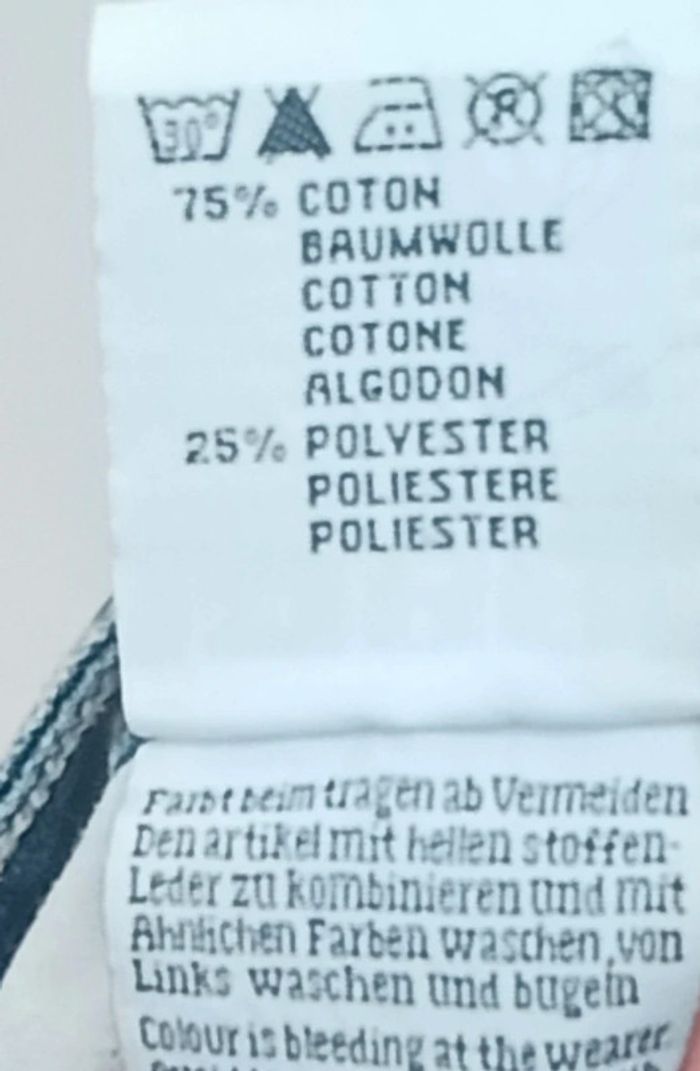 30°
75% COTON
BAUMWOLLE
COTTON
COTONE
ALGODON
25% POLYESTER
POLIESTERE
POLIESTER
Farbt beim tragen ab Vermeiden
Den artikel mit hellen stoffen-
Leder zu kombinieren und mit
Ähnlichen Farben waschen, von
Links waschen und bugeln
Colour is bleeding at the wearer